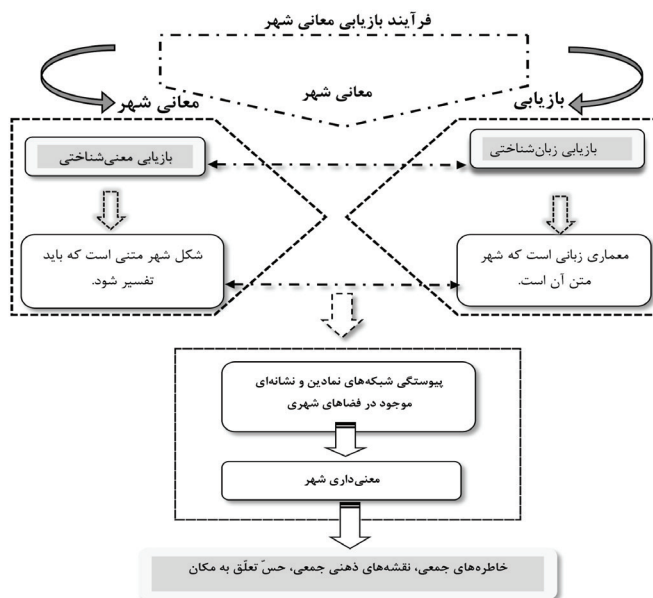 فرآیند بازیابی معانی شهر
معانی شهر
بازیابی
معانی شهر
بازیابی زبان‌شناختی
بازیابی معنی‌شناختی
معماری زبانی است که شهر
متن آن است.
شکل شهر متنی است که باید
تفسیر شود.
پیوستگی شبکه‌های نمادین و نشانه‌ای
موجود در فضاهای شهری
معنی‌داری شهر
خاطره‌های جمعی، نقشه‌های ذهنی جمعی، حسّ تعلّق به مکان